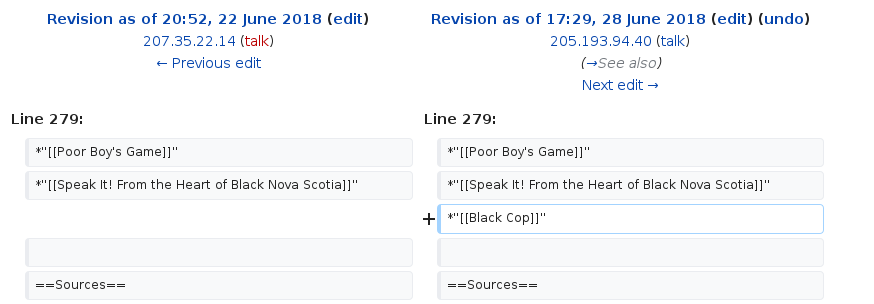 Revision as of 20:52, 22 June 2018 (edit)
207.35.22.14 (talk)
← Previous edit
Revision as of 17:29, 28 June 2018 (edit) (undo)
205.193.94.40 (talk)
(→See also)
Next edit →
Line 279:
Line 279:
*''[[Poor Boy's Game]]''
*''[[Poor Boy's Game]]''
*''[[Speak It! From the Heart of Black Nova Scotia]]''
*''[[Speak It! From the Heart of Black Nova Scotia]]''
+ *''[[Black Cop]]''
==Sources==
==Sources==